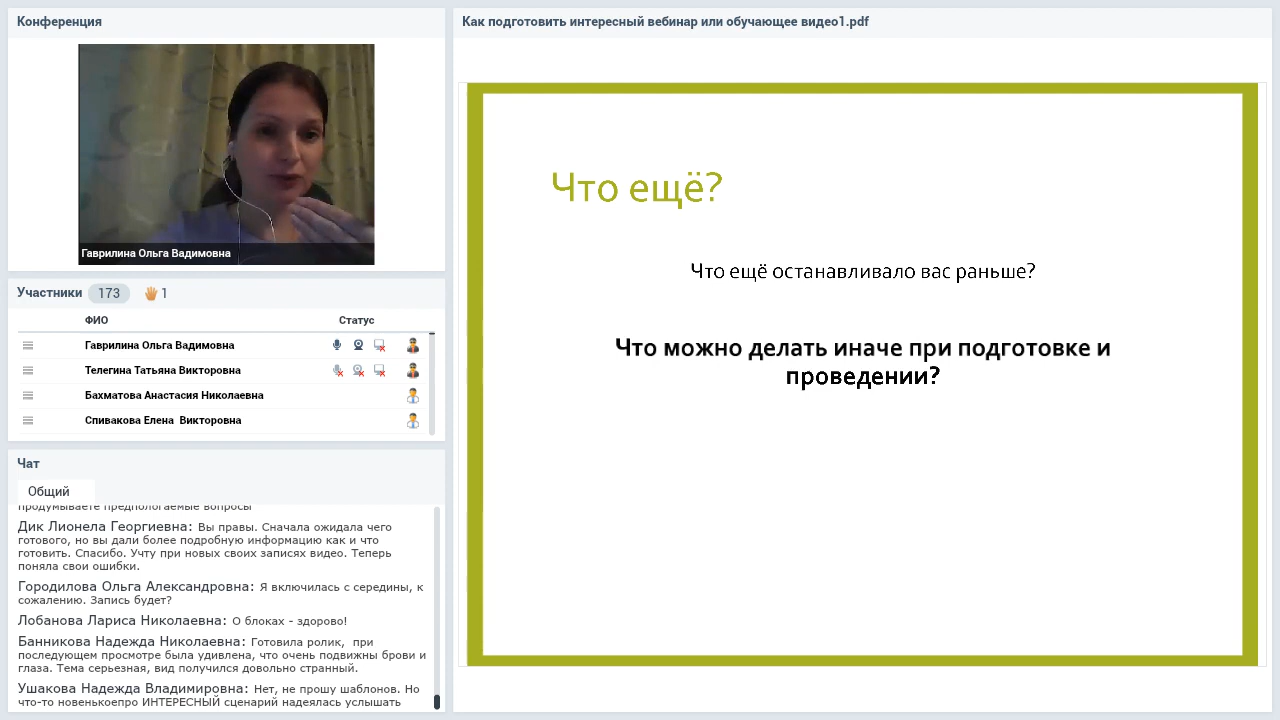 Конференция
Гаврилина Ольга Вадимовна
Участники 173 1
ФИО Статус
Гаврилина Ольга Вадимовна
Телегина Татьяна Викторовна
Бахматова Анастасия Николаевна
Спивакова Елена Викторовна
Чат
Общий
продумываете предпологаемые вопросы
Дик Лионела Георгиевна: Вы правы. Сначала ожидала чего
готового, но вы дали более подробную информацию как и что
готовить. Спасибо. Учту при новых своих записях видео. Теперь
поняла свои ошибки.
Городилова Ольга Александровна: Я включилась с середины, к
сожалению. Запись будет?
Лобанова Лариса Николаевна: О блоках - здорово!
Банникова Надежда Николаевна: Готовила ролик, при
последующем просмотре была удивлена, что очень подвижны брови и
глаза. Тема серьезная, вид получился довольно странный.
Ушакова Надежда Владимировна: Нет, не прошу шаблонов. Но
что-то новенькоепро ИНТЕРЕСНЫЙ сценарий надеялась услышать
Как подготовить интересный вебинар или обучающее видео1.pdf
Что ещё?
Что ещё останавливало вас раньше?
Что можно делать иначе при подготовке и
проведении?